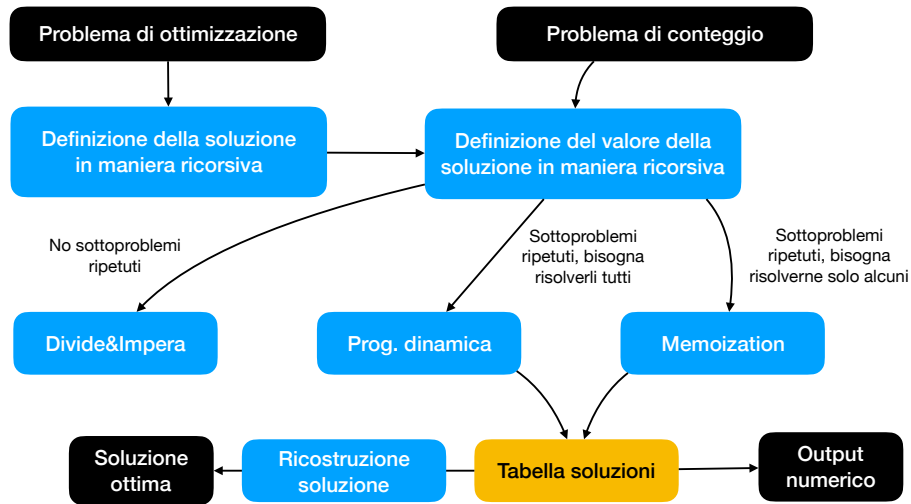 Problema di ottimizzazione
Problema di conteggio
Definizione della soluzione
in maniera ricorsiva
Definizione del valore della
soluzione in maniera ricorsiva
No sottoproblemi
ripetuti
Sottoproblemi
ripetuti, bisogna
risolverli tutti
Sottoproblemi
ripetuti, bisogna
risolverne solo alcuni
Divide&Impera
Prog. dinamica
Memoization
Soluzione
ottima
Ricostruzione
soluzione
Tabella soluzioni
Output
numerico